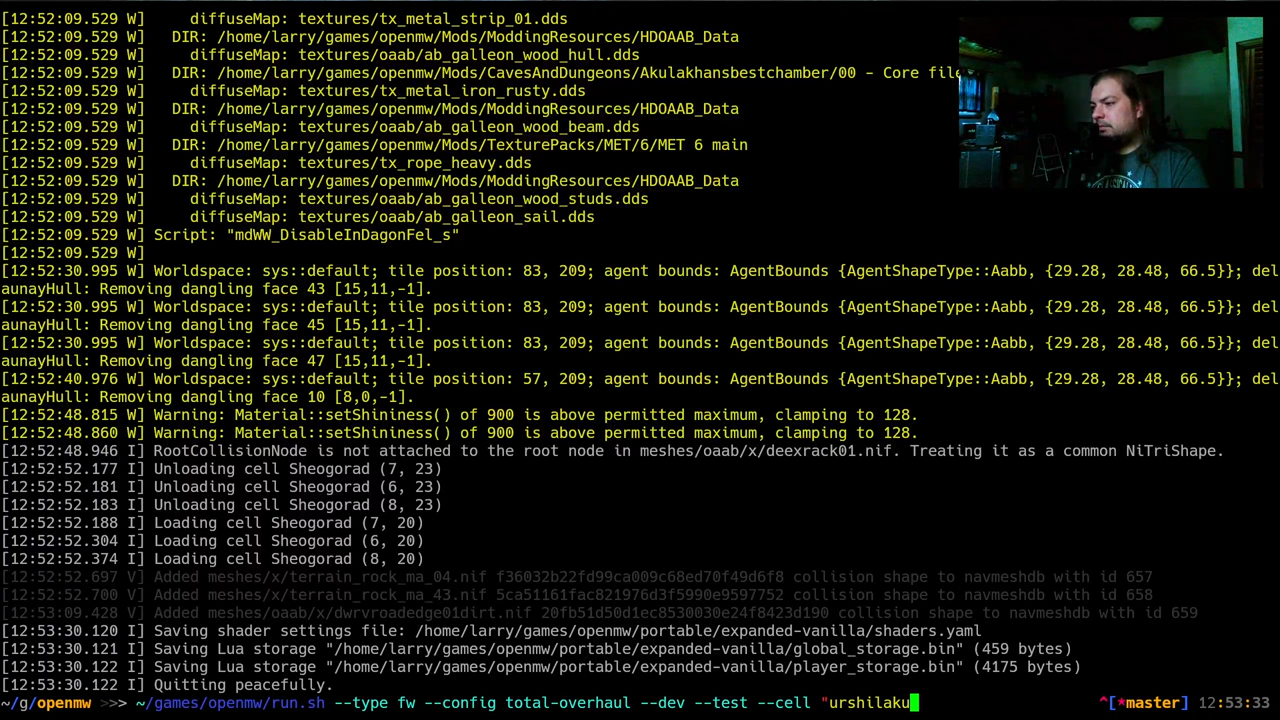 [12:52:09.529 W]     diffuseMap: textures/tx_metal_strip_01.dds
[12:52:09.529 W]   DIR: /home/larry/games/openmw/Mods/ModdingResources/HDOAAB_Data
[12:52:09.529 W]     diffuseMap: textures/oaab/ab_galleon_wood_hull.dds
[12:52:09.529 W]   DIR: /home/larry/games/openmw/Mods/CavesAndDungeons/Akulakhansbestchamber/00 - Core file
[12:52:09.529 W]     diffuseMap: textures/tx_metal_iron_rusty.dds
[12:52:09.529 W]   DIR: /home/larry/games/openmw/Mods/ModdingResources/HDOAAB_Data
[12:52:09.529 W]     diffuseMap: textures/oaab/ab_galleon_wood_beam.dds
[12:52:09.529 W]   DIR: /home/larry/games/openmw/Mods/TexturePacks/MET/6/MET 6 main
[12:52:09.529 W]     diffuseMap: textures/tx_rope_heavy.dds
[12:52:09.529 W]   DIR: /home/larry/games/openmw/Mods/ModdingResources/HDOAAB_Data
[12:52:09.529 W]     diffuseMap: textures/oaab/ab_galleon_wood_studs.dds
[12:52:09.529 W]     diffuseMap: textures/oaab/ab_galleon_sail.dds
[12:52:09.529 W] Script: "mdWW_DisableInDagonFel_s"
[12:52:09.529 W]
[12:52:30.995 W] Worldspace: sys::default; tile position: 83, 209; agent bounds: AgentBounds {AgentShapeType::Aabb, {29.28, 28.48, 66.5}}; del
aunayHull: Removing dangling face 43 [15,11,-1].
[12:52:30.995 W] Worldspace: sys::default; tile position: 83, 209; agent bounds: AgentBounds {AgentShapeType::Aabb, {29.28, 28.48, 66.5}}; del
aunayHull: Removing dangling face 45 [15,11,-1].
[12:52:30.995 W] Worldspace: sys::default; tile position: 83, 209; agent bounds: AgentBounds {AgentShapeType::Aabb, {29.28, 28.48, 66.5}}; del
aunayHull: Removing dangling face 47 [15,11,-1].
[12:52:40.976 W] Worldspace: sys::default; tile position: 57, 209; agent bounds: AgentBounds {AgentShapeType::Aabb, {29.28, 28.48, 66.5}}; del
aunayHull: Removing dangling face 10 [8,0,-1].
[12:52:48.815 W] Warning: Material::setShininess() of 900 is above permitted maximum, clamping to 128.
[12:52:48.860 W] Warning: Material::setShininess() of 900 is above permitted maximum, clamping to 128.
[12:52:48.946 I] RootCollisionNode is not attached to the root node in meshes/oaab/x/deexrack01.nif. Treating it as a common NiTriShape.
[12:52:52.177 I] Unloading cell Sheogorad (7, 23)
[12:52:52.181 I] Unloading cell Sheogorad (6, 23)
[12:52:52.183 I] Unloading cell Sheogorad (8, 23)
[12:52:52.188 I] Loading cell Sheogorad (7, 20)
[12:52:52.304 I] Loading cell Sheogorad (6, 20)
[12:52:52.374 I] Loading cell Sheogorad (8, 20)
[12:52:52.697 V] Added meshes/x/terrain_rock_ma_04.nif f36032b22fd99ca009c68ed70f49d6f8 collision shape to navmeshdb with id 657
[12:52:52.700 V] Added meshes/x/terrain_rock_ma_43.nif 5ca51161fac821976d3f5990e9597752 collision shape to navmeshdb with id 658
[12:53:09.428 V] Added meshes/oaab/x/dwrvroadedge01dirt.nif 20fb51d50d1ec8530030e24f8423d190 collision shape to navmeshdb with id 659
[12:53:30.120 I] Saving shader settings file: /home/larry/games/openmw/portable/expanded-vanilla/shaders.yaml
[12:53:30.121 I] Saving Lua storage "/home/larry/games/openmw/portable/expanded-vanilla/global_storage.bin" (459 bytes)
[12:53:30.122 I] Saving Lua storage "/home/larry/games/openmw/portable/expanded-vanilla/player_storage.bin" (4175 bytes)
[12:53:30.122 I] Quitting peacefully.
~/g/openmw >>> ~/games/openmw/run.sh --type fw --config total-overhaul --dev --test --cell "urshilaku ^[*master] 12:53:33